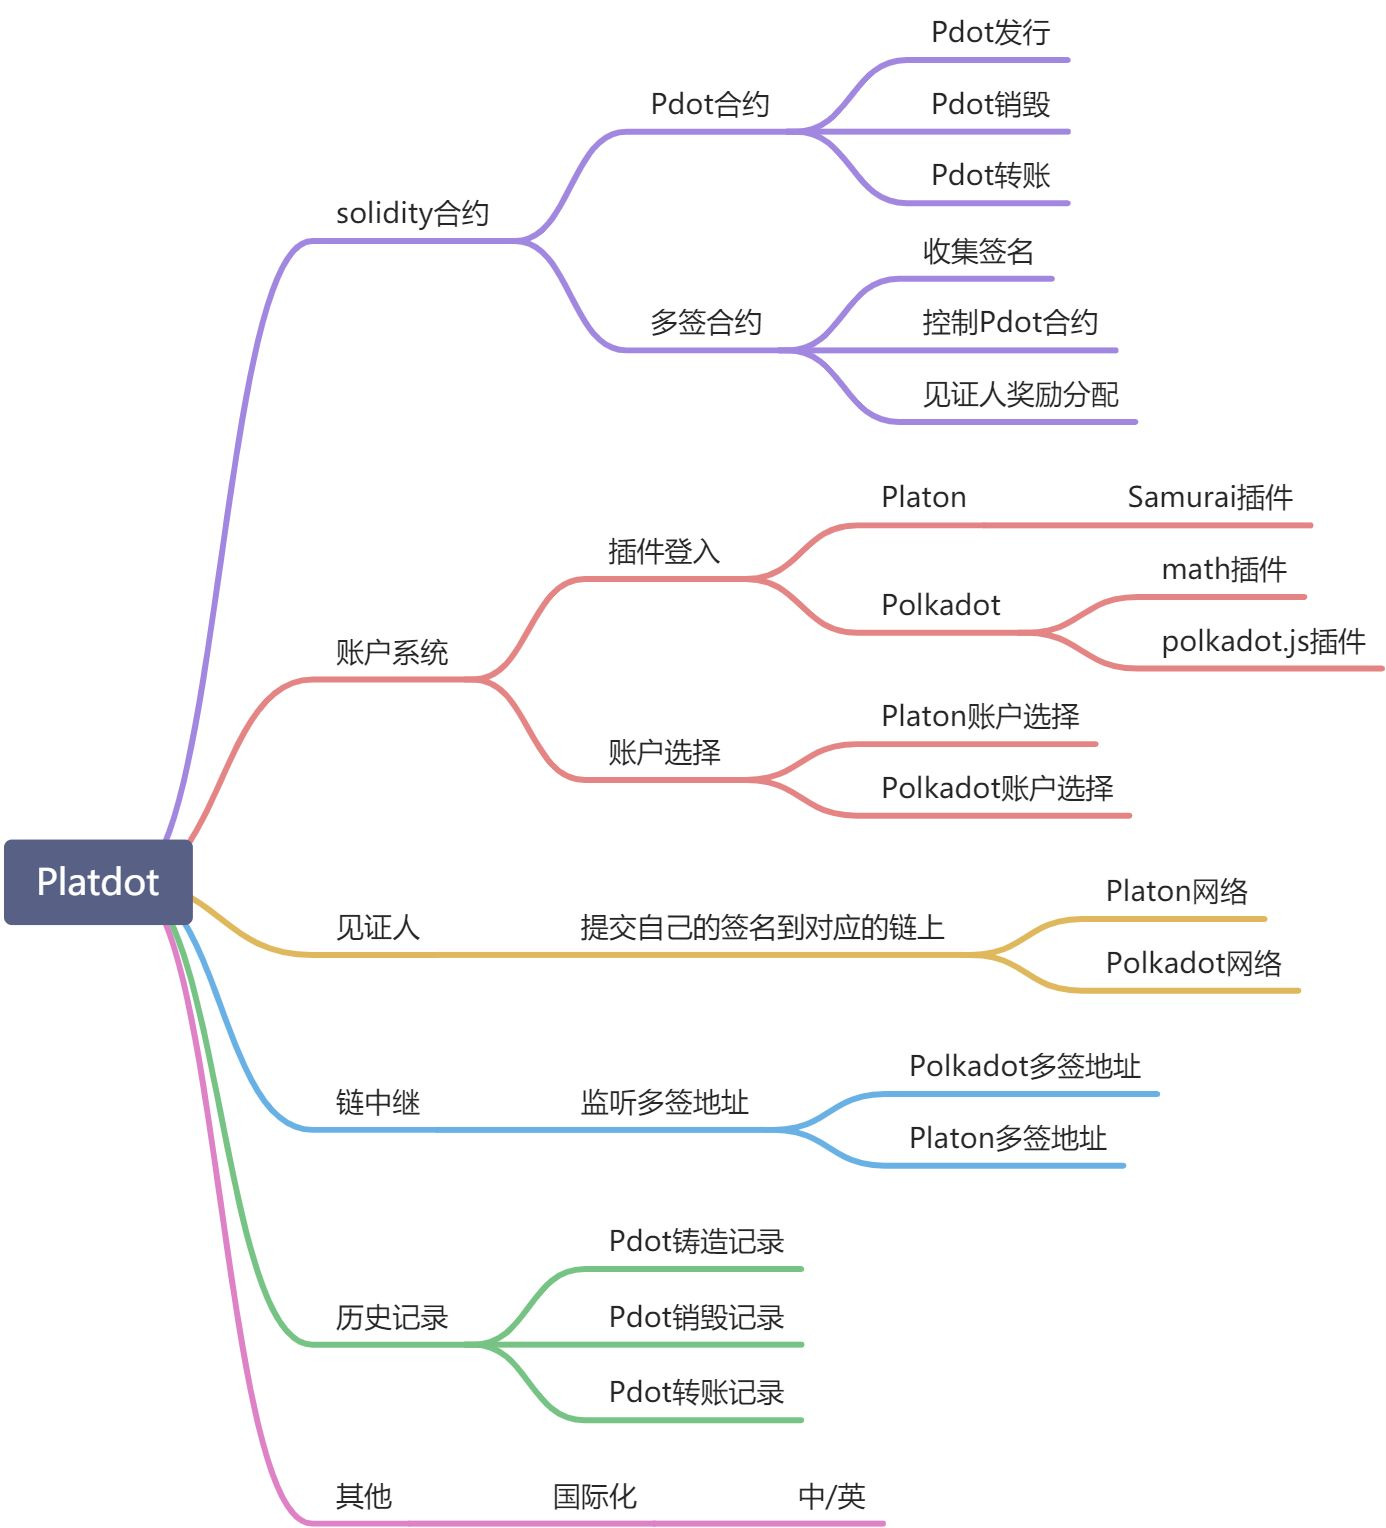 Platdot
solidity合约
Pdot合约
Pdot发行
Pdot销毁
Pdot转账
多签合约
收集签名
控制Pdot合约
见证人奖励分配
账户系统
插件登入
Platon
Samurai插件
Polkadot
math插件
polkadot.js插件
账户选择
Platon账户选择
Polkadot账户选择
见证人
提交自己的签名到对应的链上
Platon网络
Polkadot网络
链中继
监听多签地址
Polkadot多签地址
Platon多签地址
历史记录
Pdot铸造记录
Pdot销毁记录
Pdot转账记录
其他
国际化
中/英